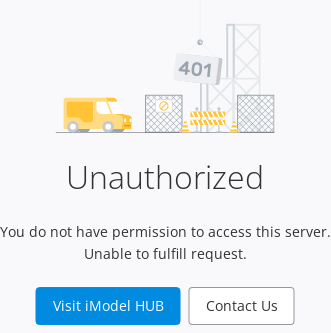 401
Unauthorized
You do not have permission to access this server.
Unable to fulfill request.
Visit iModel HUB
Contact Us